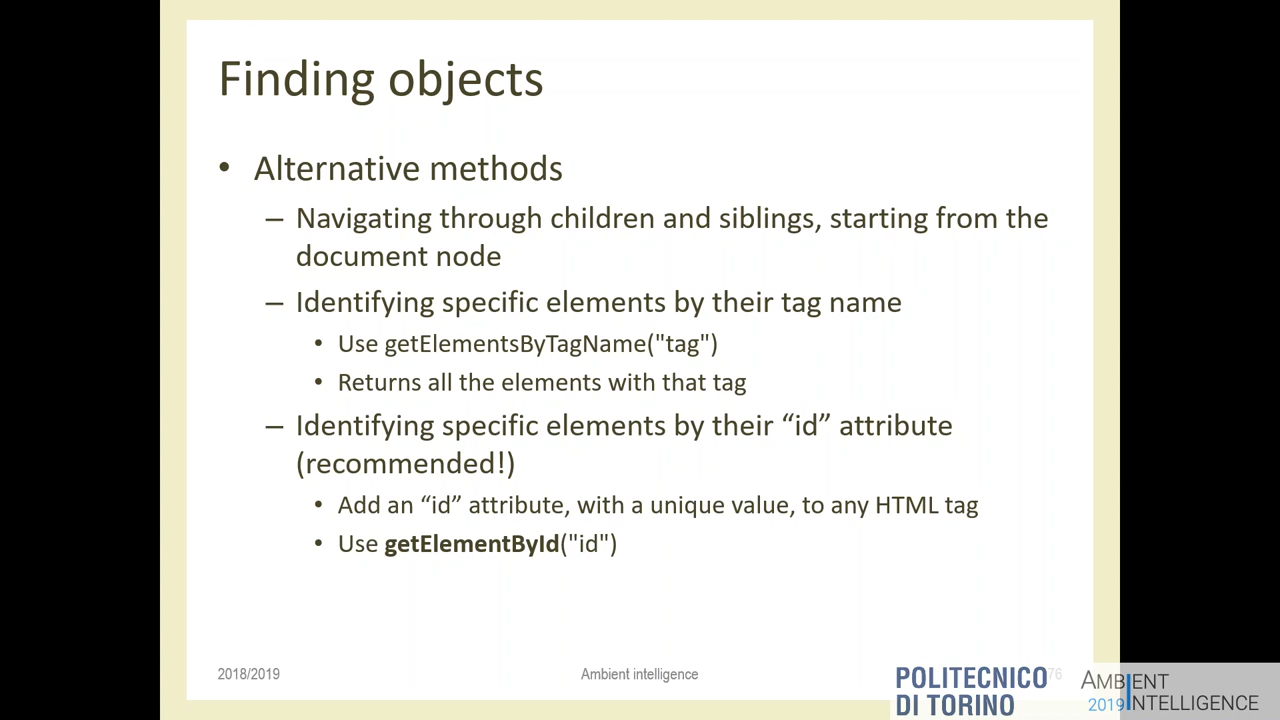 Finding objects
• Alternative methods
– Navigating through children and siblings, starting from the
document node
– Identifying specific elements by their tag name
• Use getElementsByTagName("tag")
• Returns all the elements with that tag
– Identifying specific elements by their “id” attribute
(recommended!)
• Add an “id” attribute, with a unique value, to any HTML tag
• Use getElementById("id")
2018/2019
Ambient intelligence
76
POLITECNICO
DI TORINO
AMBIENT
2019 INTELLIGENCE